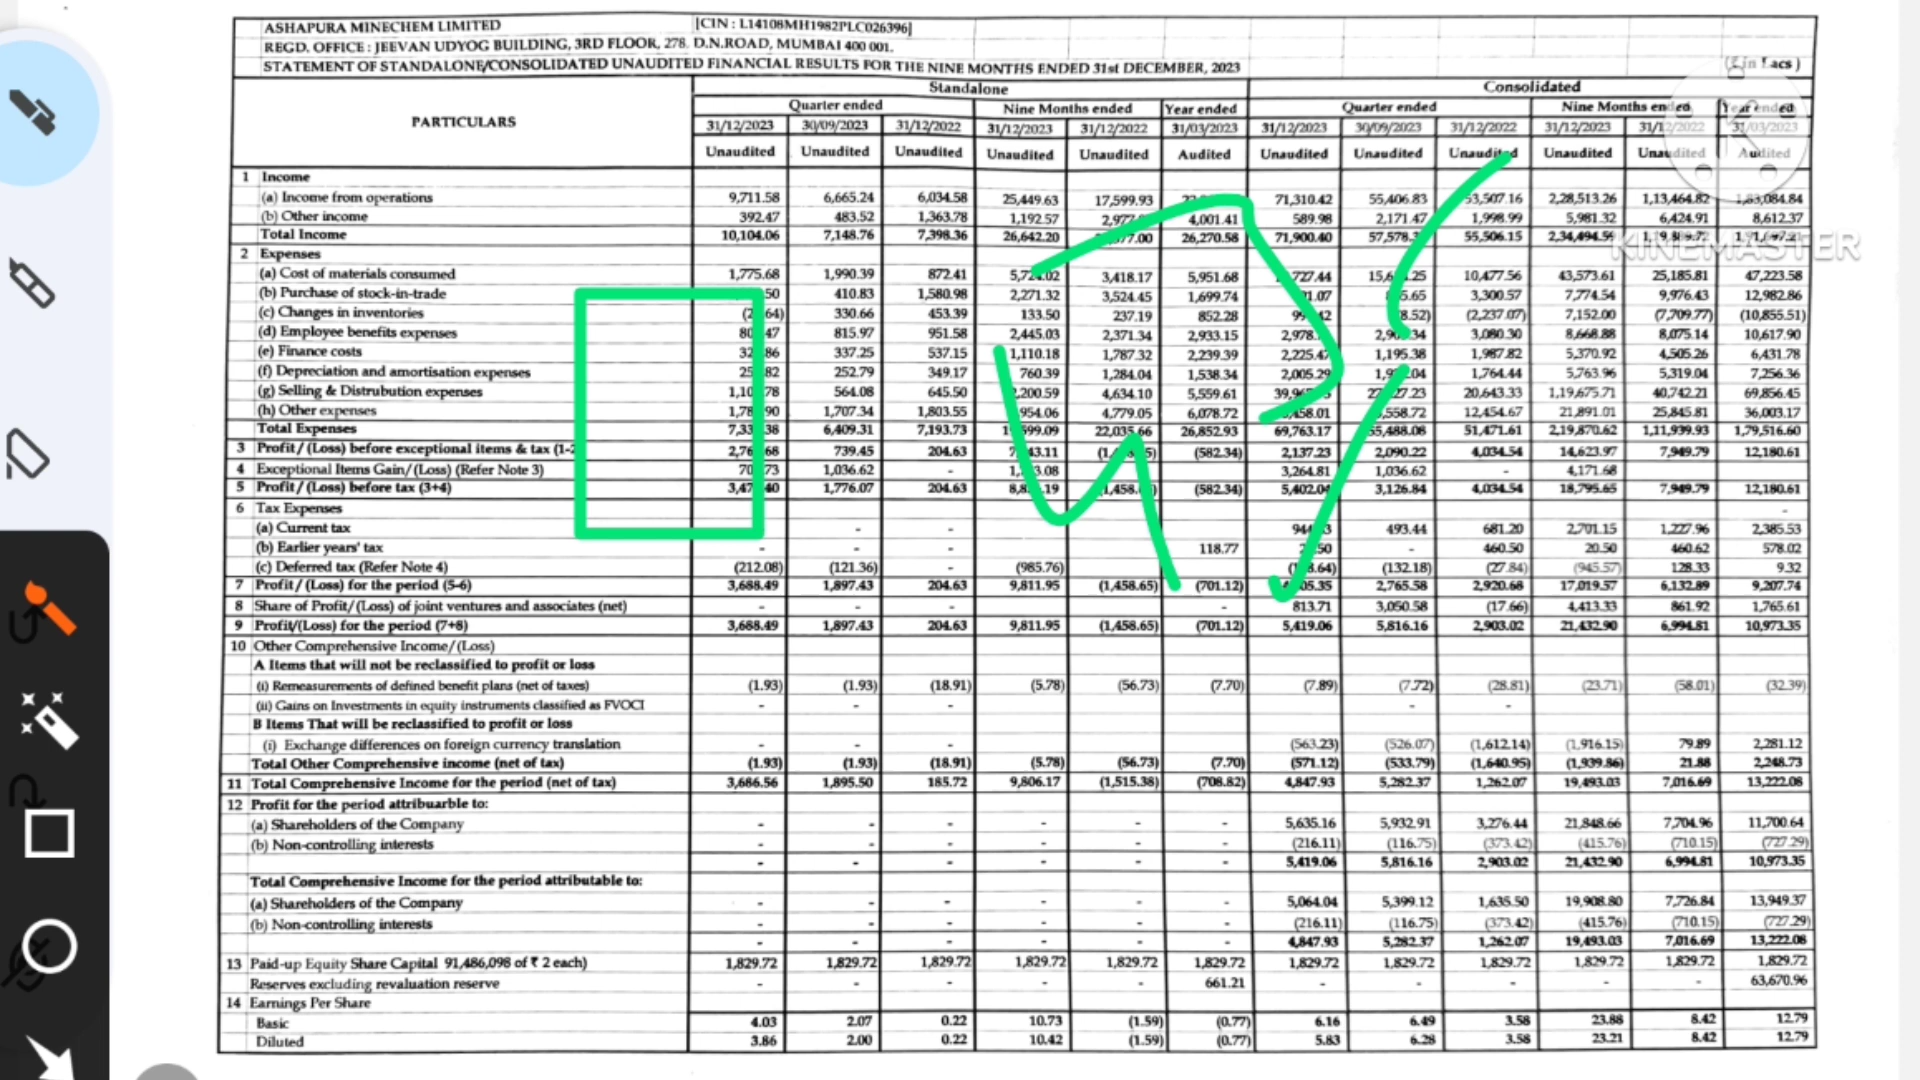 ASHAPURA MINECHEM LIMITED [CIN : L14108MH1982PLC026396]
REGD. OFFICE : JEEVAN UDYOG BUILDING, 3RD FLOOR, 278, D.N.ROAD, MUMBAI 400 001.
STATEMENT OF STANDALONE/CONSOLIDATED UNAUDITED FINANCIAL RESULTS FOR THE NINE MONTHS ENDED 31st DECEMBER, 2023 (₹ in Lacs )
Standalone Consolidated
PARTICULARS Quarter ended Nine Months ended Year ended Quarter ended Nine Months ended Year ended
31/12/2023 30/09/2023 31/12/2022 31/12/2023 31/12/2022 31/03/2023 31/12/2023 30/09/2023 31/12/2022 31/12/2023 31/12/2022 31/03/2023
Unaudited Unaudited Unaudited Unaudited Unaudited Audited Unaudited Unaudited Unaudited Unaudited Unaudited Audited
1 Income
(a) Income from operations 9,711.58 6,665.24 6,034.58 25,449.63 17,599.93 71,310.42 55,406.83 53,507.16 2,28,513.26 1,13,464.82 1,83,084.84
(b) Other income 392.47 483.52 1,363.78 1,192.57 4,001.41 589.98 2,171.47 1,998.99 5,981.32 6,424.91 8,612.37
Total Income 10,104.06 7,148.76 7,398.36 26,642.20 26,270.58 71,900.40 55,506.15
KINEMASTER
2 Expenses
(a) Cost of materials consumed 1,775.68 1,990.39 872.41 3,418.17 5,951.68 10,477.56 43,573.61 25,185.81 47,223.58
(b) Purchase of stock-in-trade 410.83 1,580.98 2,271.32 3,524.45 1,699.74 3,300.57 7,774.54 9,976.43 12,982.86
(c) Changes in inventories 330.66 453.39 133.50 237.19 852.28 (2,237.07) 7,152.00 (7,709.77) (10,855.51)
(d) Employee benefits expenses 815.97 951.58 2,445.03 2,371.34 2,933.15 3,080.30 8,668.88 8,075.14 10,617.90
(e) Finance costs 337.25 537.15 1,110.18 1,787.32 2,239.39 1,195.38 1,987.82 5,370.92 4,505.26 6,431.78
(f) Depreciation and amortisation expenses 252.79 349.17 760.39 1,284.04 1,538.34 2,005.29 1,764.44 5,763.96 5,319.04 7,256.36
(g) Selling & Distrubution expenses 564.08 645.50 4,634.10 5,559.61 20,643.33 1,19,675.71 40,742.21 69,856.45
(h) Other expenses 1,707.34 1,803.55 4,779.05 6,078.72 12,454.67 21,891.01 25,845.81 36,003.17
Total Expenses 6,409.31 7,193.73 22,035.66 26,852.93 69,763.17 55,488.08 51,471.61 2,19,870.62 1,11,939.93 1,79,516.60
3 Profit/ (Loss) before exceptional items & tax (1-2 739.45 204.63 (582.34) 2,137.23 2,090.22 4,034.54 14,623.97 7,949.79 12,180.61
4 Exceptional Items Gain/ (Loss) (Refer Note 3) 1,036.62 - 3,264.81 1,036.62 - 4,171.68
5 Profit/ (Loss) before tax (3+4) 1,776.07 204.63 (582.34) 5,402.04 3,126.84 4,034.54 18,795.65 7,949.79 12,180.61
6 Tax Expenses -
(a) Current tax - - 493.44 681.20 2,701.15 1,227.96 2,385.53
(b) Earlier years' tax - - - 118.77 - 460.50 20.50 460.62 578.02
(c) Deferred tax (Refer Note 4) (212.08) (121.36) - (985.76) (132.18) (27.84) (945.57) 128.33 9.32
7 Profit/ (Loss) for the period (5-6) 3,688.49 1,897.43 204.63 9,811.95 (1,458.65) (701.12) 2,765.58 2,920.68 17,019.57 6,132.89 9,207.74
8 Share of Profit/(Loss) of joint ventures and associates (net) - - - - - - 813.71 3,050.58 (17.66) 4,413.33 861.92 1,765.61
9 Profit/(Loss) for the period (7+8) 3,688.49 1,897.43 204.63 9,811.95 (1,458.65) (701.12) 5,419.06 5,816.16 2,903.02 21,432.90 6,994.81 10,973.35
10 Other Comprehensive Income/(Loss)
A Items that will not be reclassified to profit or loss
(i) Remeasurements of defined benefit plans (net of taxes) (1.93) (1.93) (18.91) (5.78) (56.73) (7.70) (7.89) (7.72) (28.81) (23.71) (58.01) (32.39)
(ii) Gains on Investments in equity instruments classified as FVOCI - - - - -
B Items That will be reclassified to profit or loss
(i) Exchange differences on foreign currency translation - - - (563.23) (526.07) (1,612.14) (1,916.15) 79.89 2,281.12
Total Other Comprehensive income (net of tax) (1.93) (1.93) (18.91) (5.78) (56.73) (7.70) (571.12) (533.79) (1,640.95) (1,939.86) 21.88 2,248.73
11 Total Comprehensive Income for the period (net of tax) 3,686.56 1,895.50 185.72 9,806.17 (1,515.38) (708.82) 4,847.93 5,282.37 1,262.07 19,493.03 7,016.69 13,222.08
12 Profit for the period attribuarble to:
(a) Shareholders of the Company - - - - - - 5,635.16 5,932.91 3,276.44 21,848.66 7,704.96 11,700.64
(b) Non-controlling interests - - - - - - (216.11) (116.75) (373.42) (415.76) (710.15) (727.29)
- - - - - - 5,419.06 5,816.16 2,903.02 21,432.90 6,994.81 10,973.35
Total Comprehensive Income for the period attributable to:
(a) Shareholders of the Company - - - - - - 5,064.04 5,399.12 1,635.50 19,908.80 7,726.84 13,949.37
(b) Non-controlling interests - - - - - - (216.11) (116.75) (373.42) (415.76) (710.15) (727.29)
- - - - - - 4,847.93 5,282.37 1,262.07 19,493.03 7,016.69 13,222.08
13 Paid-up Equity Share Capital 91,486,098 of ₹ 2 each) 1,829.72 1,829.72 1,829.72 1,829.72 1,829.72 1,829.72 1,829.72 1,829.72 1,829.72 1,829.72 1,829.72 1,829.72
Reserves excluding revaluation reserve - - - - - 661.21 - - - - - 63,670.96
14 Earnings Per Share
Basic 4.03 2.07 0.22 10.73 (1.59) (0.77) 6.16 6.49 3.58 23.88 8.42 12.79
Diluted 3.86 2.00 0.22 10.42 (1.59) (0.77) 5.83 6.28 3.58 23.21 8.42 12.79